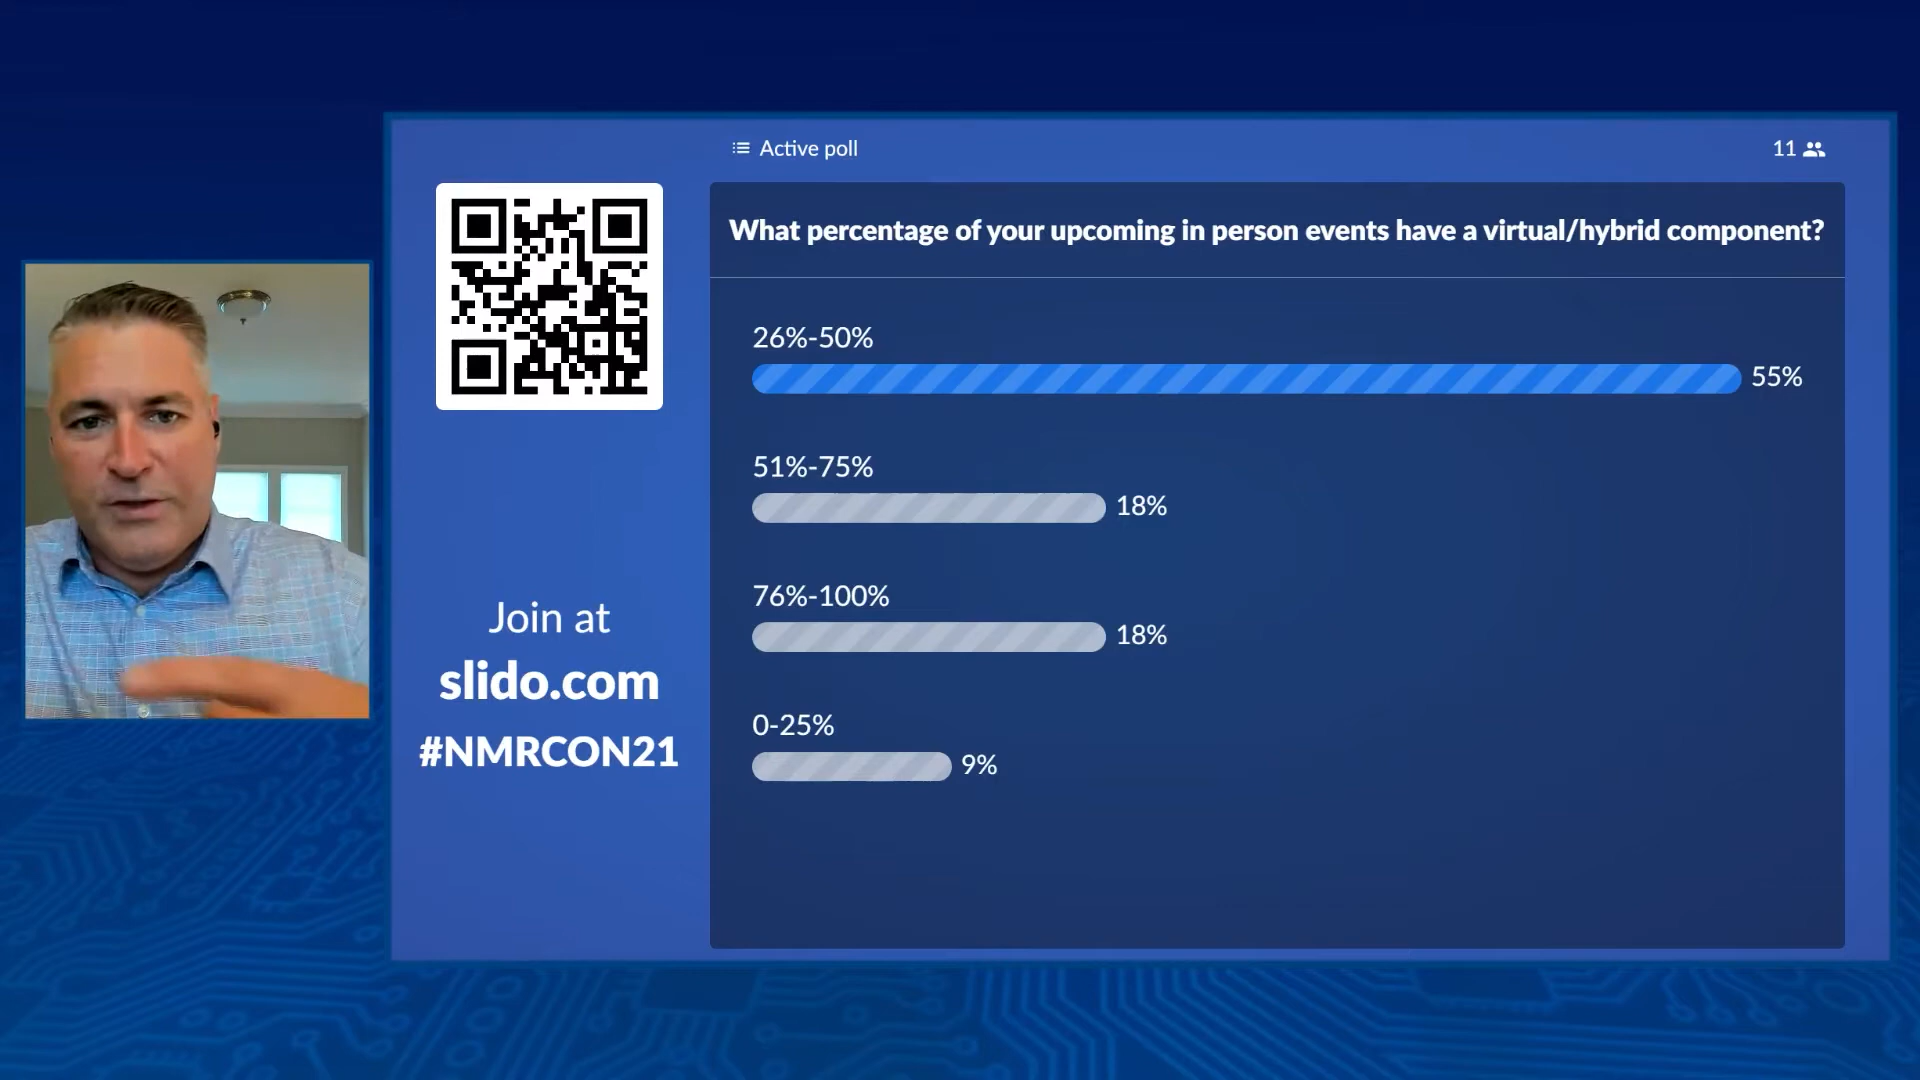 Active poll
11
What percentage of your upcoming in person events have a virtual/hybrid component?
26%-50%
55%
51%-75%
18%
76%-100%
18%
0-25%
9%
Join at
slido.com
#NMRCON21